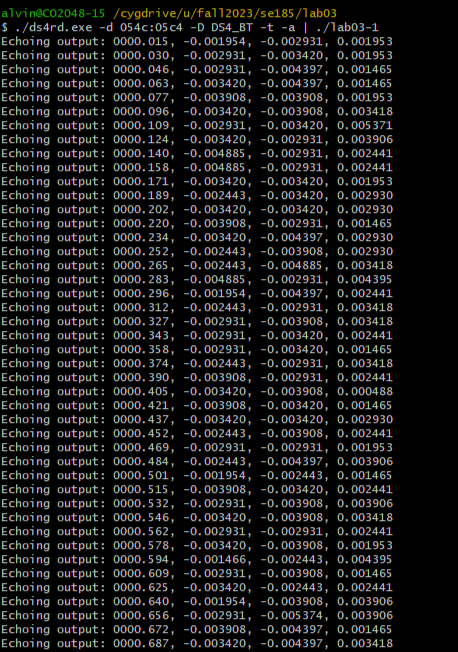 alvin@CO2048-15 /cygdrive/u/fall2023/se185/lab03
$ ./ds4rd.exe -d 054c:05c4 -D DS4_BT -t -a | ./lab03-1
Echoing output: 0000.015, -0.001954, -0.002931, 0.001953
Echoing output: 0000.030, -0.002931, -0.003420, 0.001953
Echoing output: 0000.046, -0.002931, -0.004397, 0.001465
Echoing output: 0000.063, -0.003420, -0.004397, 0.001465
Echoing output: 0000.077, -0.003908, -0.003908, 0.001953
Echoing output: 0000.096, -0.003420, -0.003908, 0.003418
Echoing output: 0000.109, -0.002931, -0.003420, 0.005371
Echoing output: 0000.124, -0.003420, -0.002931, 0.003906
Echoing output: 0000.140, -0.004885, -0.002931, 0.002441
Echoing output: 0000.158, -0.004885, -0.002931, 0.002441
Echoing output: 0000.171, -0.003420, -0.003420, 0.001953
Echoing output: 0000.189, -0.002443, -0.003420, 0.002930
Echoing output: 0000.202, -0.003420, -0.003420, 0.002930
Echoing output: 0000.220, -0.003908, -0.002931, 0.001465
Echoing output: 0000.234, -0.003420, -0.004397, 0.002930
Echoing output: 0000.252, -0.002443, -0.003908, 0.002930
Echoing output: 0000.265, -0.002443, -0.004885, 0.003418
Echoing output: 0000.283, -0.004885, -0.002931, 0.004395
Echoing output: 0000.296, -0.001954, -0.004397, 0.002441
Echoing output: 0000.312, -0.002443, -0.002931, 0.003418
Echoing output: 0000.327, -0.002931, -0.003908, 0.003418
Echoing output: 0000.343, -0.002931, -0.003420, 0.002441
Echoing output: 0000.358, -0.002931, -0.003420, 0.001465
Echoing output: 0000.374, -0.002443, -0.002931, 0.003418
Echoing output: 0000.390, -0.003908, -0.002931, 0.002441
Echoing output: 0000.405, -0.003420, -0.003908, 0.000488
Echoing output: 0000.421, -0.003908, -0.003420, 0.001465
Echoing output: 0000.437, -0.003420, -0.003420, 0.002930
Echoing output: 0000.452, -0.002443, -0.003908, 0.002441
Echoing output: 0000.469, -0.002931, -0.002931, 0.001953
Echoing output: 0000.484, -0.002443, -0.004397, 0.003906
Echoing output: 0000.501, -0.001954, -0.002443, 0.001465
Echoing output: 0000.515, -0.003908, -0.003420, 0.002441
Echoing output: 0000.532, -0.002931, -0.003908, 0.003906
Echoing output: 0000.546, -0.003420, -0.003908, 0.003418
Echoing output: 0000.562, -0.002931, -0.003908, 0.002441
Echoing output: 0000.578, -0.003420, -0.003908, 0.001953
Echoing output: 0000.594, -0.001466, -0.002443, 0.004395
Echoing output: 0000.609, -0.002931, -0.003908, 0.001465
Echoing output: 0000.625, -0.003420, -0.002443, 0.002441
Echoing output: 0000.640, -0.001954, -0.003908, 0.003906
Echoing output: 0000.656, -0.002931, -0.005374, 0.003906
Echoing output: 0000.672, -0.003908, -0.004397, 0.001465
Echoing output: 0000.687, -0.003420, -0.004397, 0.003418